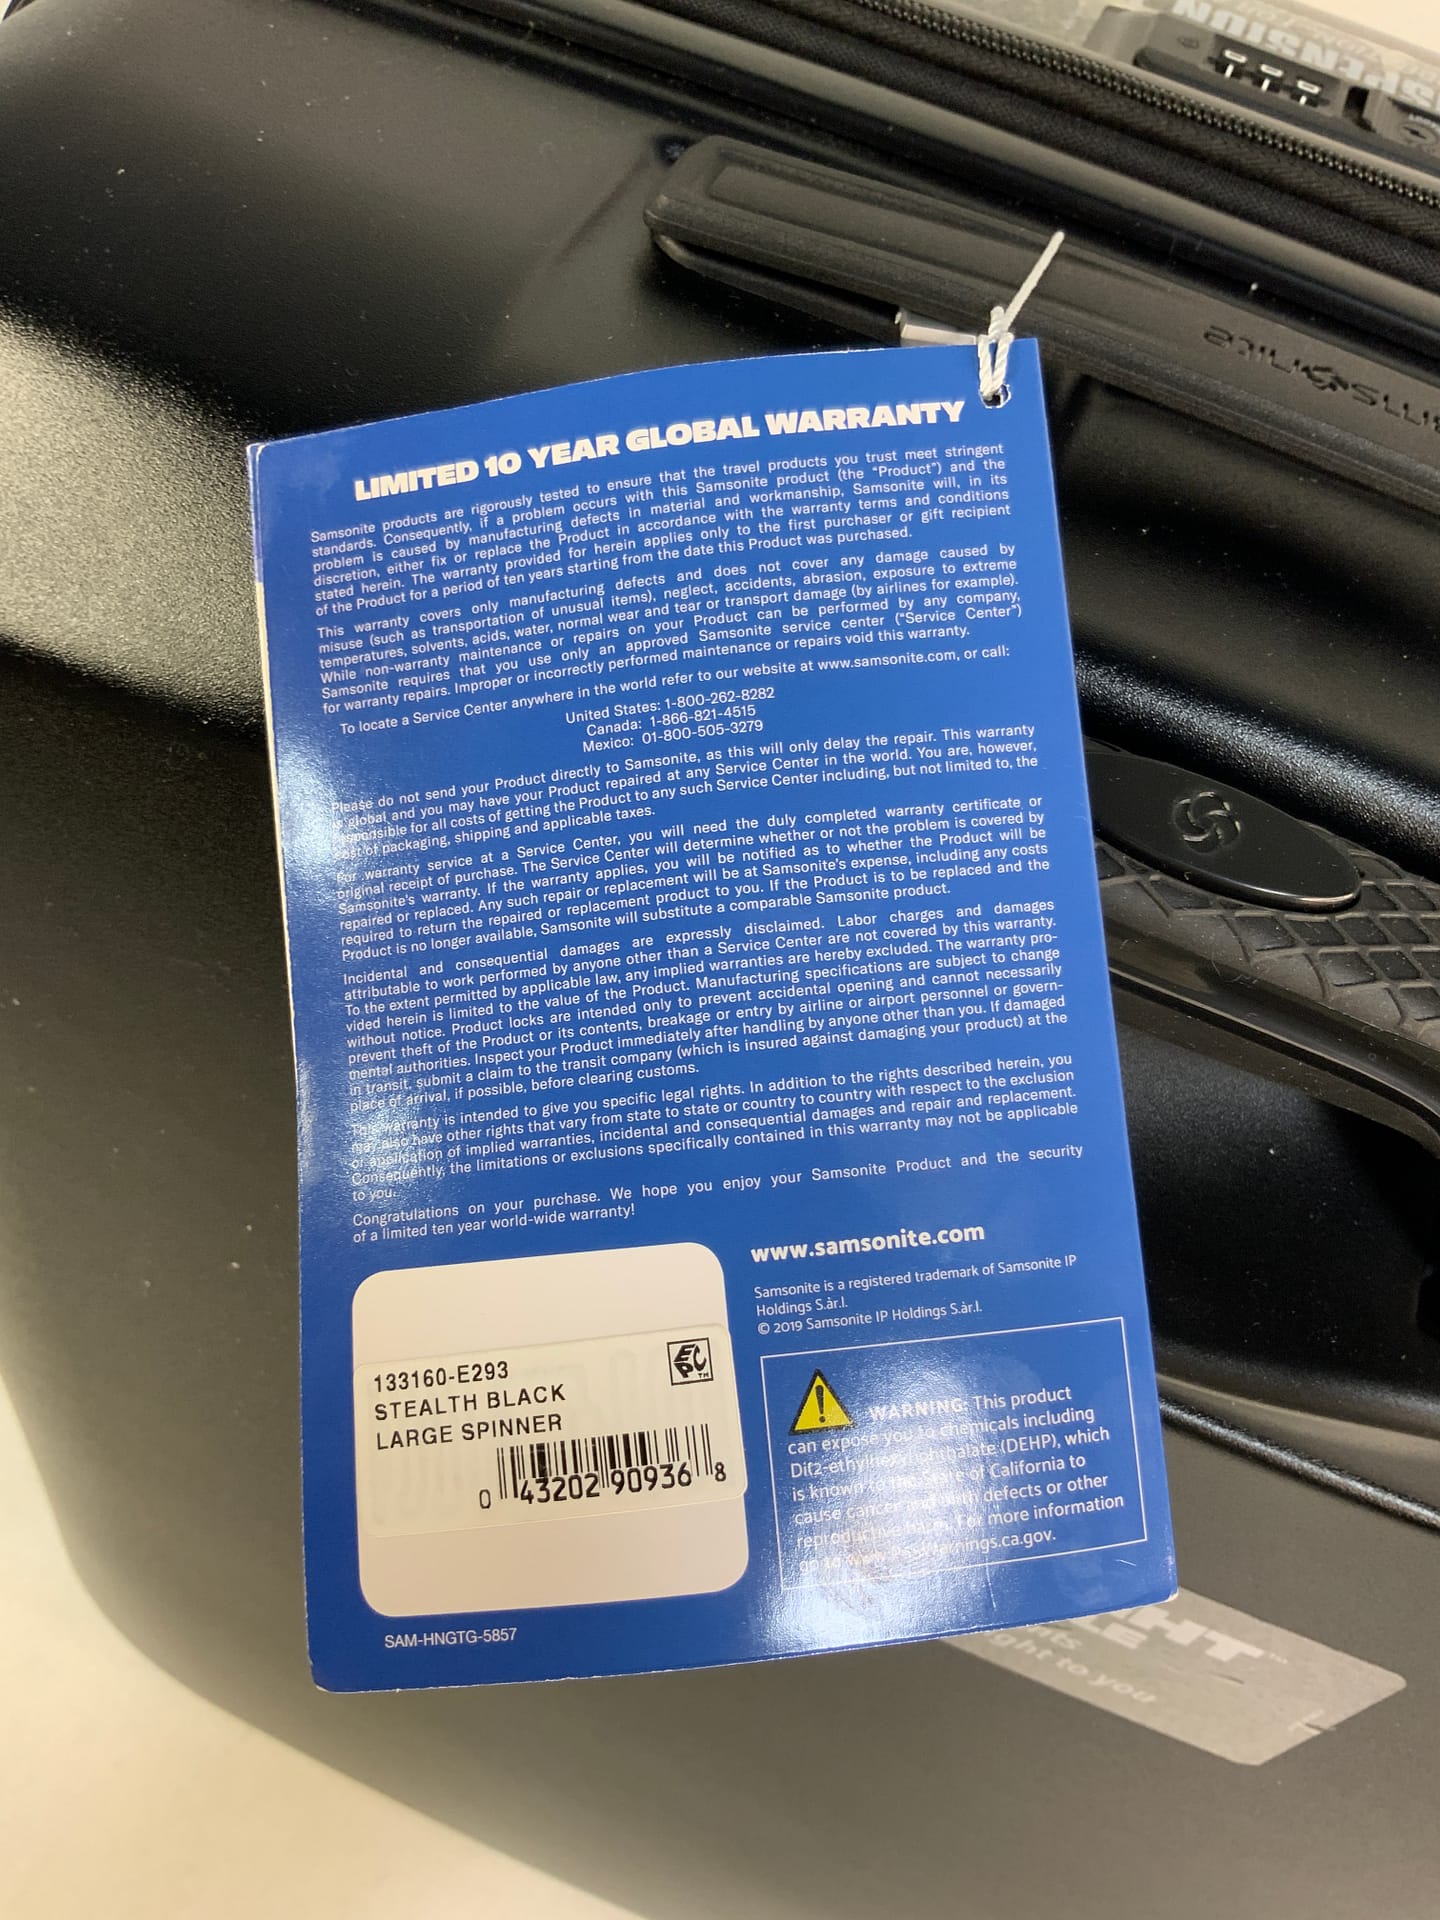 LIMITED 10 YEAR GLOBAL WARRANTY
Samsonite products are rigorously tested to ensure that the travel products you trust meet stringent
standards. Consequently, if a problem occurs with this Samsonite product (the “Product”) and the
problem is caused by manufacturing defects in material and workmanship, Samsonite will, in its
discretion, either fix or replace the Product in accordance with the warranty terms and conditions
stated herein. The warranty provided for herein applies only to the first purchaser or gift recipient
of the Product for a period of ten years starting from the date this Product was purchased.
This warranty covers only manufacturing defects and does not cover any damage caused by
misuse (such as transportation of unusual items), neglect, accidents, abrasion, exposure to extreme
temperatures, solvents, acids, water, normal wear and tear or transport damage (by airlines for example).
While non-warranty maintenance or repairs on your Product can be performed by any company,
Samsonite requires that you use only an approved Samsonite service center (“Service Center”)
for warranty repairs. Improper or incorrectly performed maintenance or repairs void this warranty.
To locate a Service Center anywhere in the world refer to our website at www.samsonite.com, or call:
United States: 1-800-262-8282
Canada: 1-866-821-4515
Mexico: 01-800-505-3279
Please do not send your Product directly to Samsonite, as this will only delay the repair. This warranty
is global and you may have your Product repaired at any Service Center in the world. You are, however,
responsible for all costs of getting the Product to any such Service Center including, but not limited to, the
cost of packaging, shipping and applicable taxes.
For warranty service at a Service Center, you will need the duly completed warranty certificate or
original receipt of purchase. The Service Center will determine whether or not the problem is covered by
Samsonite's warranty. If the warranty applies, you will be notified as to whether the Product will be
repaired or replaced. Any such repair or replacement will be at Samsonite's expense, including any costs
required to return the repaired or replacement product to you. If the Product is to be replaced and the
Product is no longer available, Samsonite will substitute a comparable Samsonite product.
Incidental and consequential damages are expressly disclaimed. Labor charges and damages
attributable to work performed by anyone other than a Service Center are not covered by this warranty.
To the extent permitted by applicable law, any implied warranties are hereby excluded. The warranty pro-
vided herein is limited to the value of the Product. Manufacturing specifications are subject to change
without notice. Product locks are intended only to prevent accidental opening and cannot necessarily
prevent theft of the Product or its contents, breakage or entry by airline or airport personnel or govern-
mental authorities. Inspect your Product immediately after handling by anyone other than you. If damaged
in transit, submit a claim to the transit company (which is insured against damaging your product) at the
place of arrival, if possible, before clearing customs.
This warranty is intended to give you specific legal rights. In addition to the rights described herein, you
may also have other rights that vary from state to state or country to country with respect to the exclusion
or application of implied warranties, incidental and consequential damages and repair and replacement.
Consequently, the limitations or exclusions specifically contained in this warranty may not be applicable
to you.
Congratulations on your purchase. We hope you enjoy your Samsonite Product and the security
of a limited ten year world-wide warranty!
www.samsonite.com
Samsonite is a registered trademark of Samsonite IP
Holdings S.àr.l.
© 2019 Samsonite IP Holdings S.àr.l.
133160-E293
STEALTH BLACK
LARGE SPINNER
EPC TM
0 43202 90936 8
WARNING: This product
can expose you to chemicals including
Di(2-ethylhexyl)phthalate (DEHP), which
is known to the State of California to
cause cancer and birth defects or other
reproductive harm. For more information
go to www.P65Warnings.ca.gov.
SAM-HNGTG-5857
Samsonite
to you